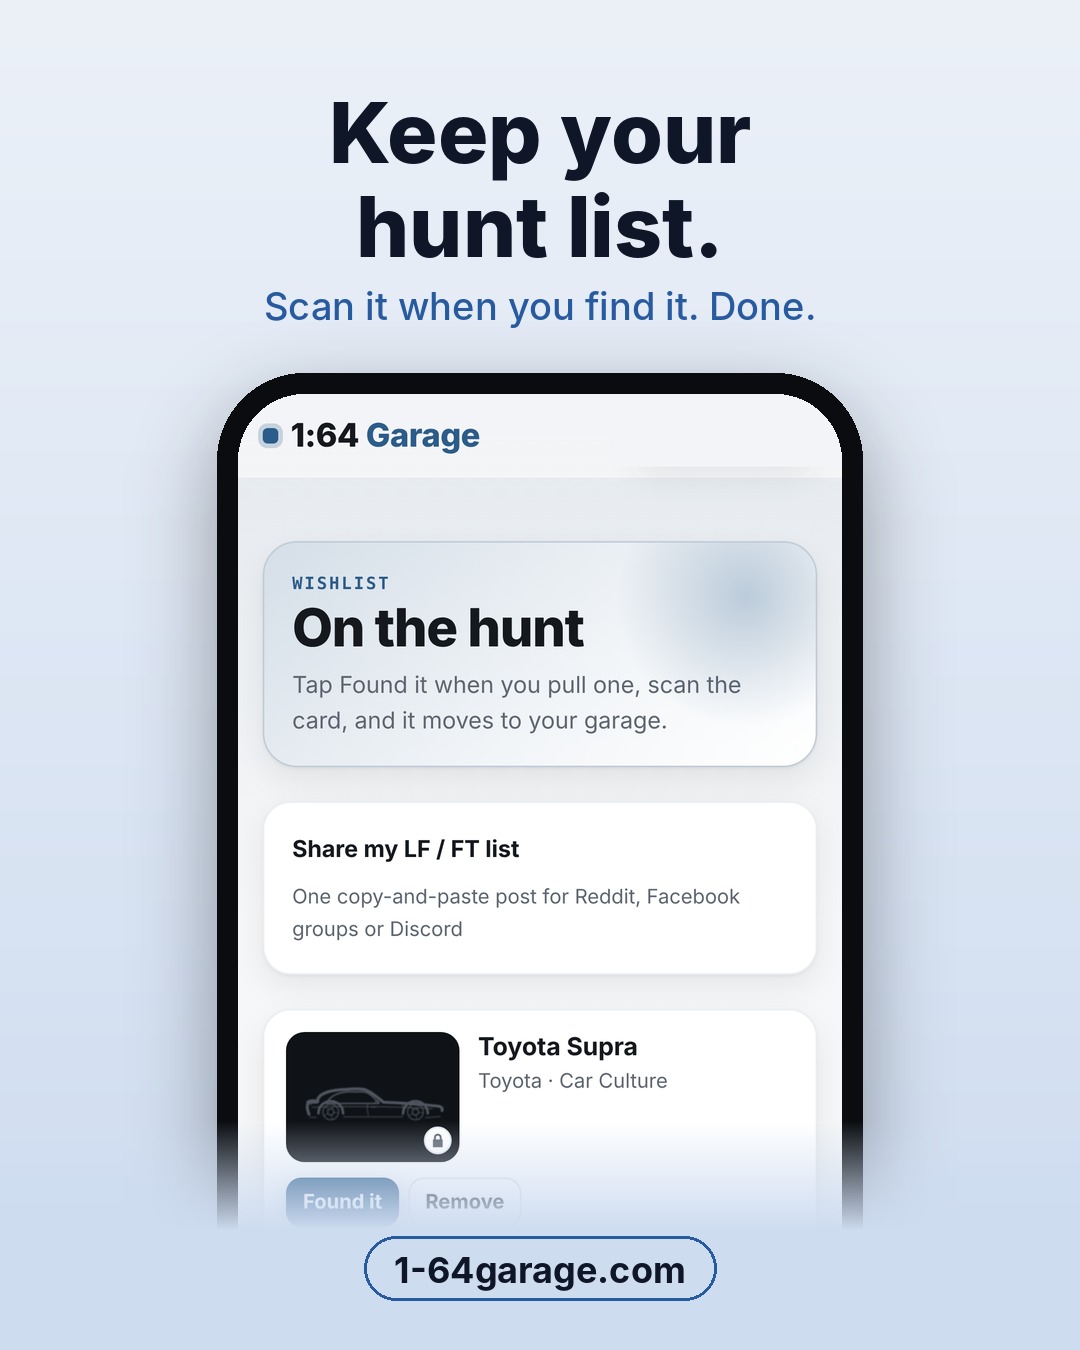 Keep your
hunt list.
Scan it when you find it. Done.
1:64 Garage
WISHLIST
On the hunt
Tap Found it when you pull one, scan the
card, and it moves to your garage.
Share my LF / FT list
One copy-and-paste post for Reddit, Facebook
groups or Discord
Toyota Supra
Toyota · Car Culture
Found it
Remove
1-64garage.com